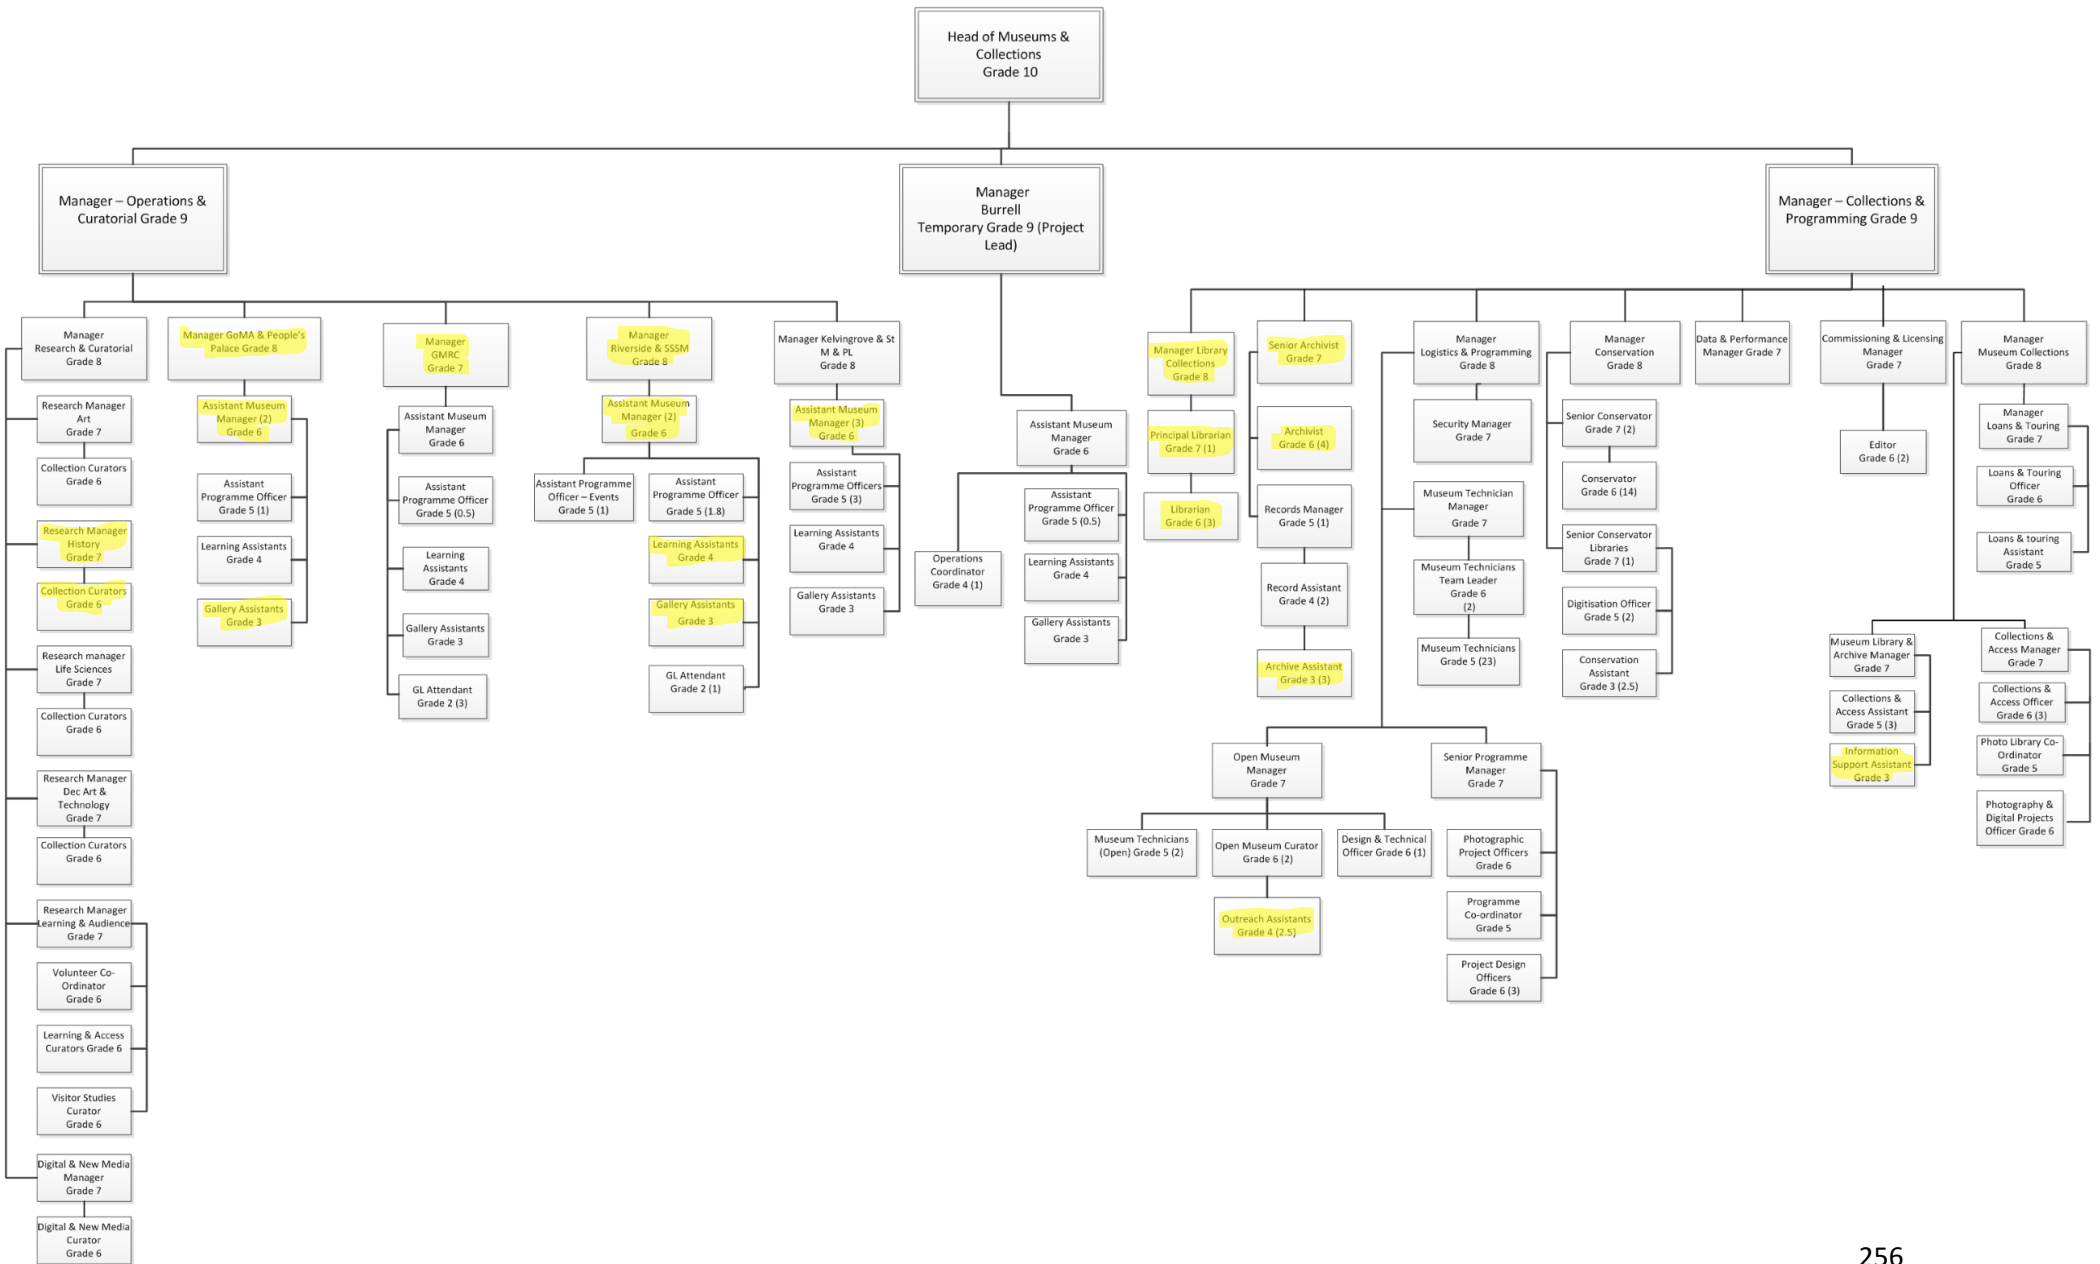 Head of Museums &
Collections
Grade 10
Manager – Operations &
Curatorial Grade 9
Manager
Burrell
Temporary Grade 9 (Project
Lead)
Manager – Collections &
Programming Grade 9
Manager
Research & Curatorial
Grade 8
Research Manager
Art
Grade 7
Collection Curators
Grade 6
Research Manager
History
Grade 7
Collection Curators
Grade 6
Research manager
Life Sciences
Grade 7
Collection Curators
Grade 6
Research Manager
Dec Art &
Technology
Grade 7
Collection Curators
Grade 6
Research Manager
Learning & Audience
Grade 7
Volunteer Co-
Ordinator
Grade 6
Learning & Access
Curators Grade 6
Visitor Studies
Curator
Grade 6
Digital & New Media
Manager
Grade 7
Digital & New Media
Curator
Grade 6
Manager GoMA & People's
Palace Grade 8
Assistant Museum
Manager (2)
Grade 6
Assistant
Programme Officer
Grade 5 (1)
Learning Assistants
Grade 4
Gallery Assistants
Grade 3
Manager
GMRC
Grade 7
Assistant Museum
Manager
Grade 6
Assistant
Programme Officer
Grade 5 (0.5)
Learning
Assistants
Grade 4
Gallery Assistants
Grade 3
GL Attendant
Grade 2 (3)
Manager
Riverside & SSSM
Grade 8
Assistant Museum
Manager (2)
Grade 6
Assistant Programme
Officer – Events
Grade 5 (1)
Assistant
Programme Officer
Grade 5 (1.8)
Learning Assistants
Grade 4
Gallery Assistants
Grade 3
GL Attendant
Grade 2 (1)
Manager Kelvingrove & St
M & PL
Grade 8
Assistant Museum
Manager (3)
Grade 6
Assistant
Programme Officers
Grade 5 (3)
Learning Assistants
Grade 4
Gallery Assistants
Grade 3
Assistant Museum
Manager
Grade 6
Operations
Coordinator
Grade 4 (1)
Assistant
Programme Officer
Grade 5 (0.5)
Learning Assistants
Grade 4
Gallery Assistants
Grade 3
Manager Library
Collections
Grade 8
Principal Librarian
Grade 7 (1)
Librarian
Grade 6 (3)
Senior Archivist
Grade 7
Archivist
Grade 6 (4)
Records Manager
Grade 5 (1)
Record Assistant
Grade 4 (2)
Archive Assistant
Grade 3 (3)
Manager
Logistics & Programming
Grade 8
Security Manager
Grade 7
Museum Technician
Manager
Grade 7
Museum Technicians
Team Leader
Grade 6
(2)
Museum Technicians
Grade 5 (23)
Open Museum
Manager
Grade 7
Museum Technicians
(Open) Grade 5 (2)
Open Museum Curator
Grade 6 (2)
Design & Technical
Officer Grade 6 (1)
Outreach Assistants
Grade 4 (2.5)
Senior Programme
Manager
Grade 7
Photographic
Project Officers
Grade 6
Programme
Co-ordinator
Grade 5
Project Design
Officers
Grade 6 (3)
Manager
Conservation
Grade 8
Senior Conservator
Grade 7 (2)
Conservator
Grade 6 (14)
Senior Conservator
Libraries
Grade 7 (1)
Digitisation Officer
Grade 5 (2)
Conservation
Assistant
Grade 3 (2.5)
Data & Performance
Manager Grade 7
Commissioning & Licensing
Manager
Grade 7
Editor
Grade 6 (2)
Manager
Museum Collections
Grade 8
Manager
Loans & Touring
Grade 7
Loans & Touring
Officer
Grade 6
Loans & touring
Assistant
Grade 5
Museum Library &
Archive Manager
Grade 7
Collections &
Access Assistant
Grade 5 (3)
Information
Support Assistant
Grade 3
Collections &
Access Manager
Grade 7
Collections &
Access Officer
Grade 6 (3)
Photo Library Co-
Ordinator
Grade 5
Photography &
Digital Projects
Officer Grade 6
256